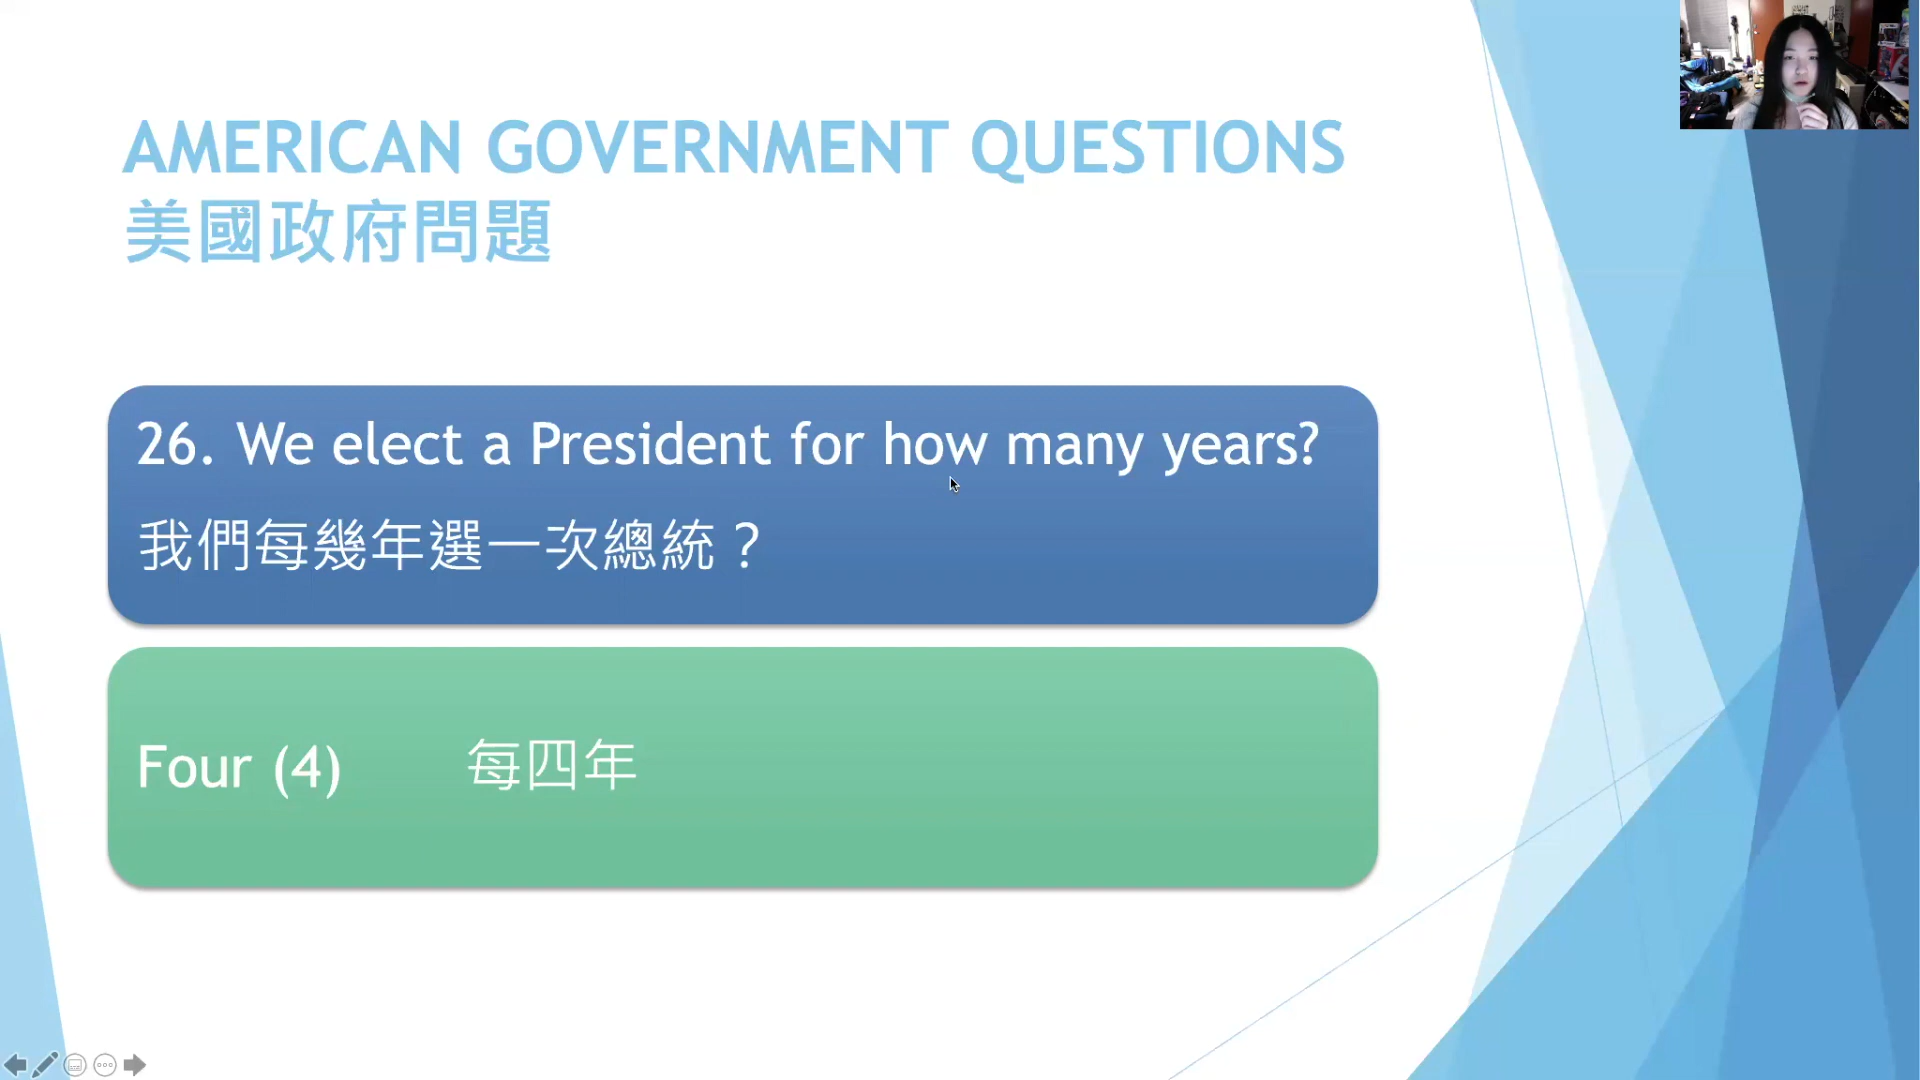 AMERICAN GOVERNMENT QUESTIONS
美國政府問題
26. We elect a President for how many years?
我們每幾年選一次總統？
Four (4) 每四年